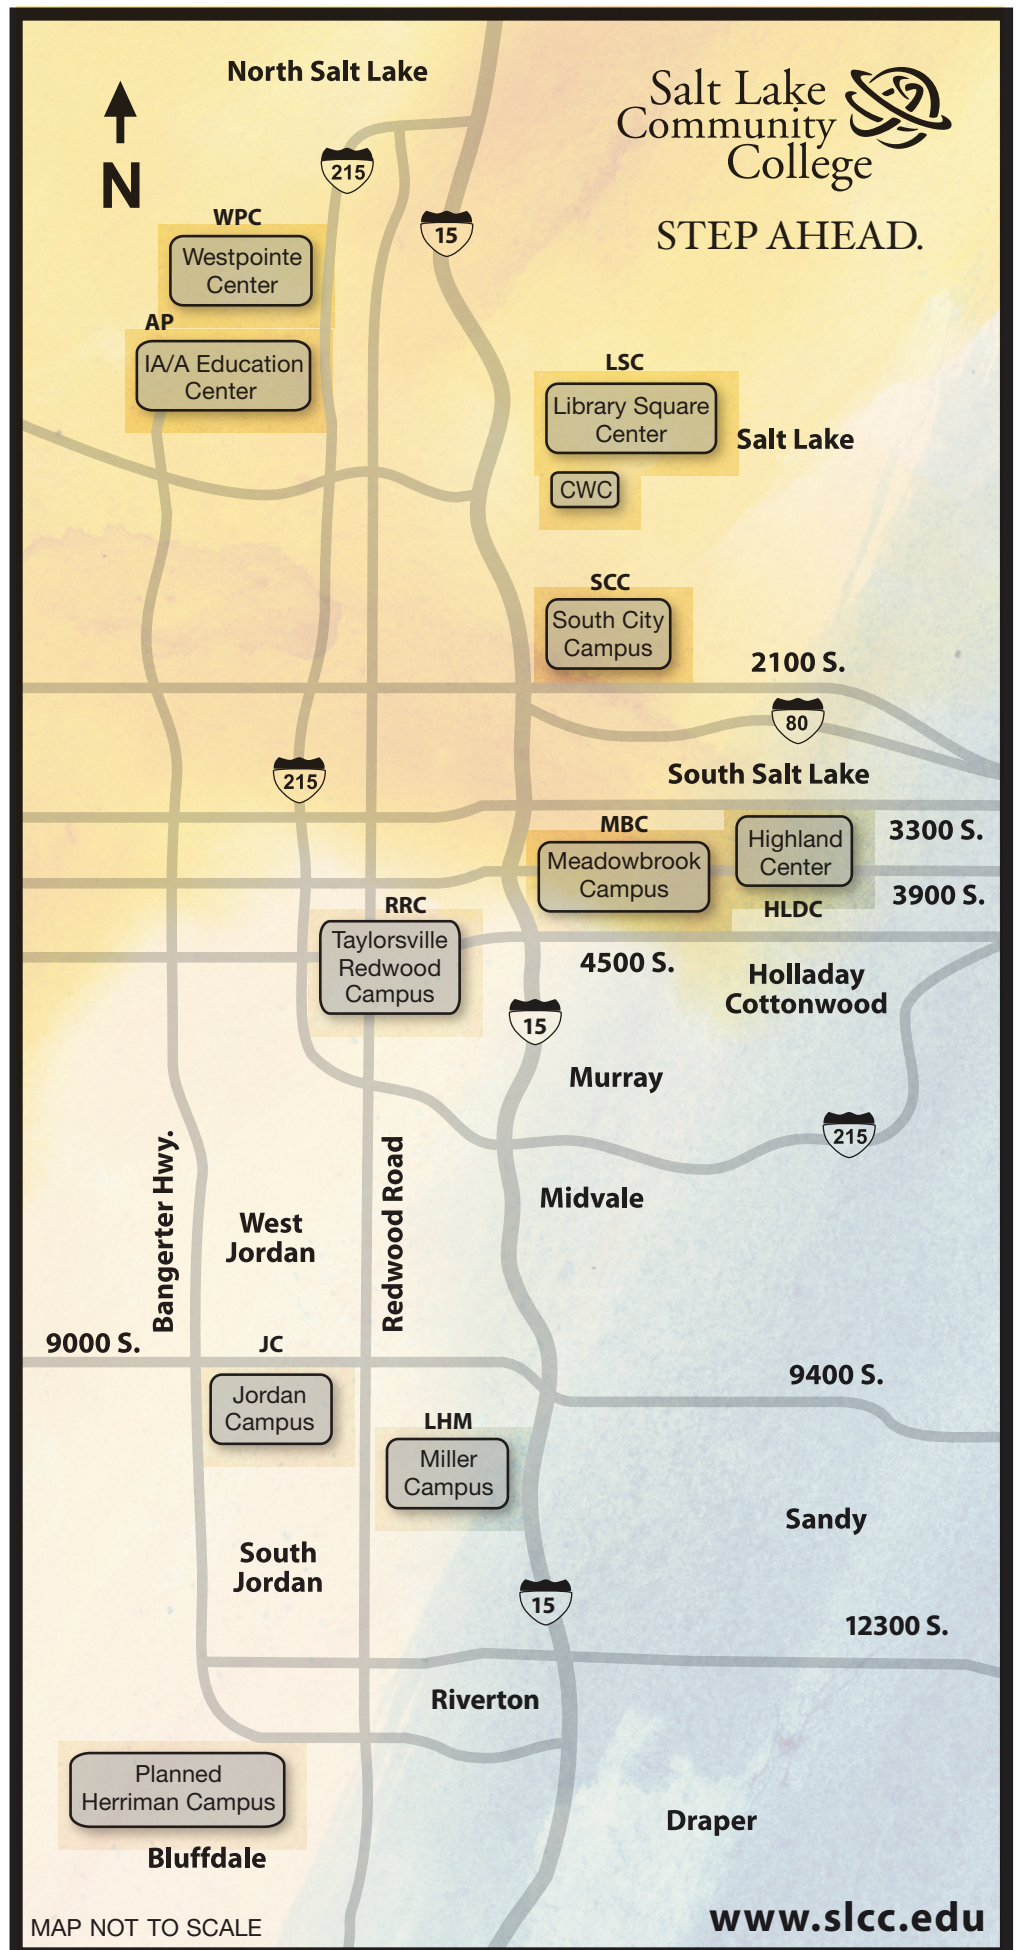 North Salt Lake
Salt Lake
Community
College
STEP AHEAD.
N
215
15
WPC
Westpointe
Center
AP
IA/A Education
Center
LSC
Library Square
Center
Salt Lake
CWC
SCC
South City
Campus
2100 S.
80
215
South Salt Lake
MBC
Meadowbrook
Campus
Highland
Center
3300 S.
3900 S.
HLDC
RRC
Taylorsville
Redwood
Campus
4500 S.
Holladay
Cottonwood
15
Murray
215
Bangerter Hwy.
Redwood Road
Midvale
West
Jordan
9000 S.
JC
Jordan
Campus
9400 S.
LHM
Miller
Campus
Sandy
South
Jordan
15
12300 S.
Riverton
Planned
Herriman Campus
Draper
Bluffdale
MAP NOT TO SCALE
www.slcc.edu